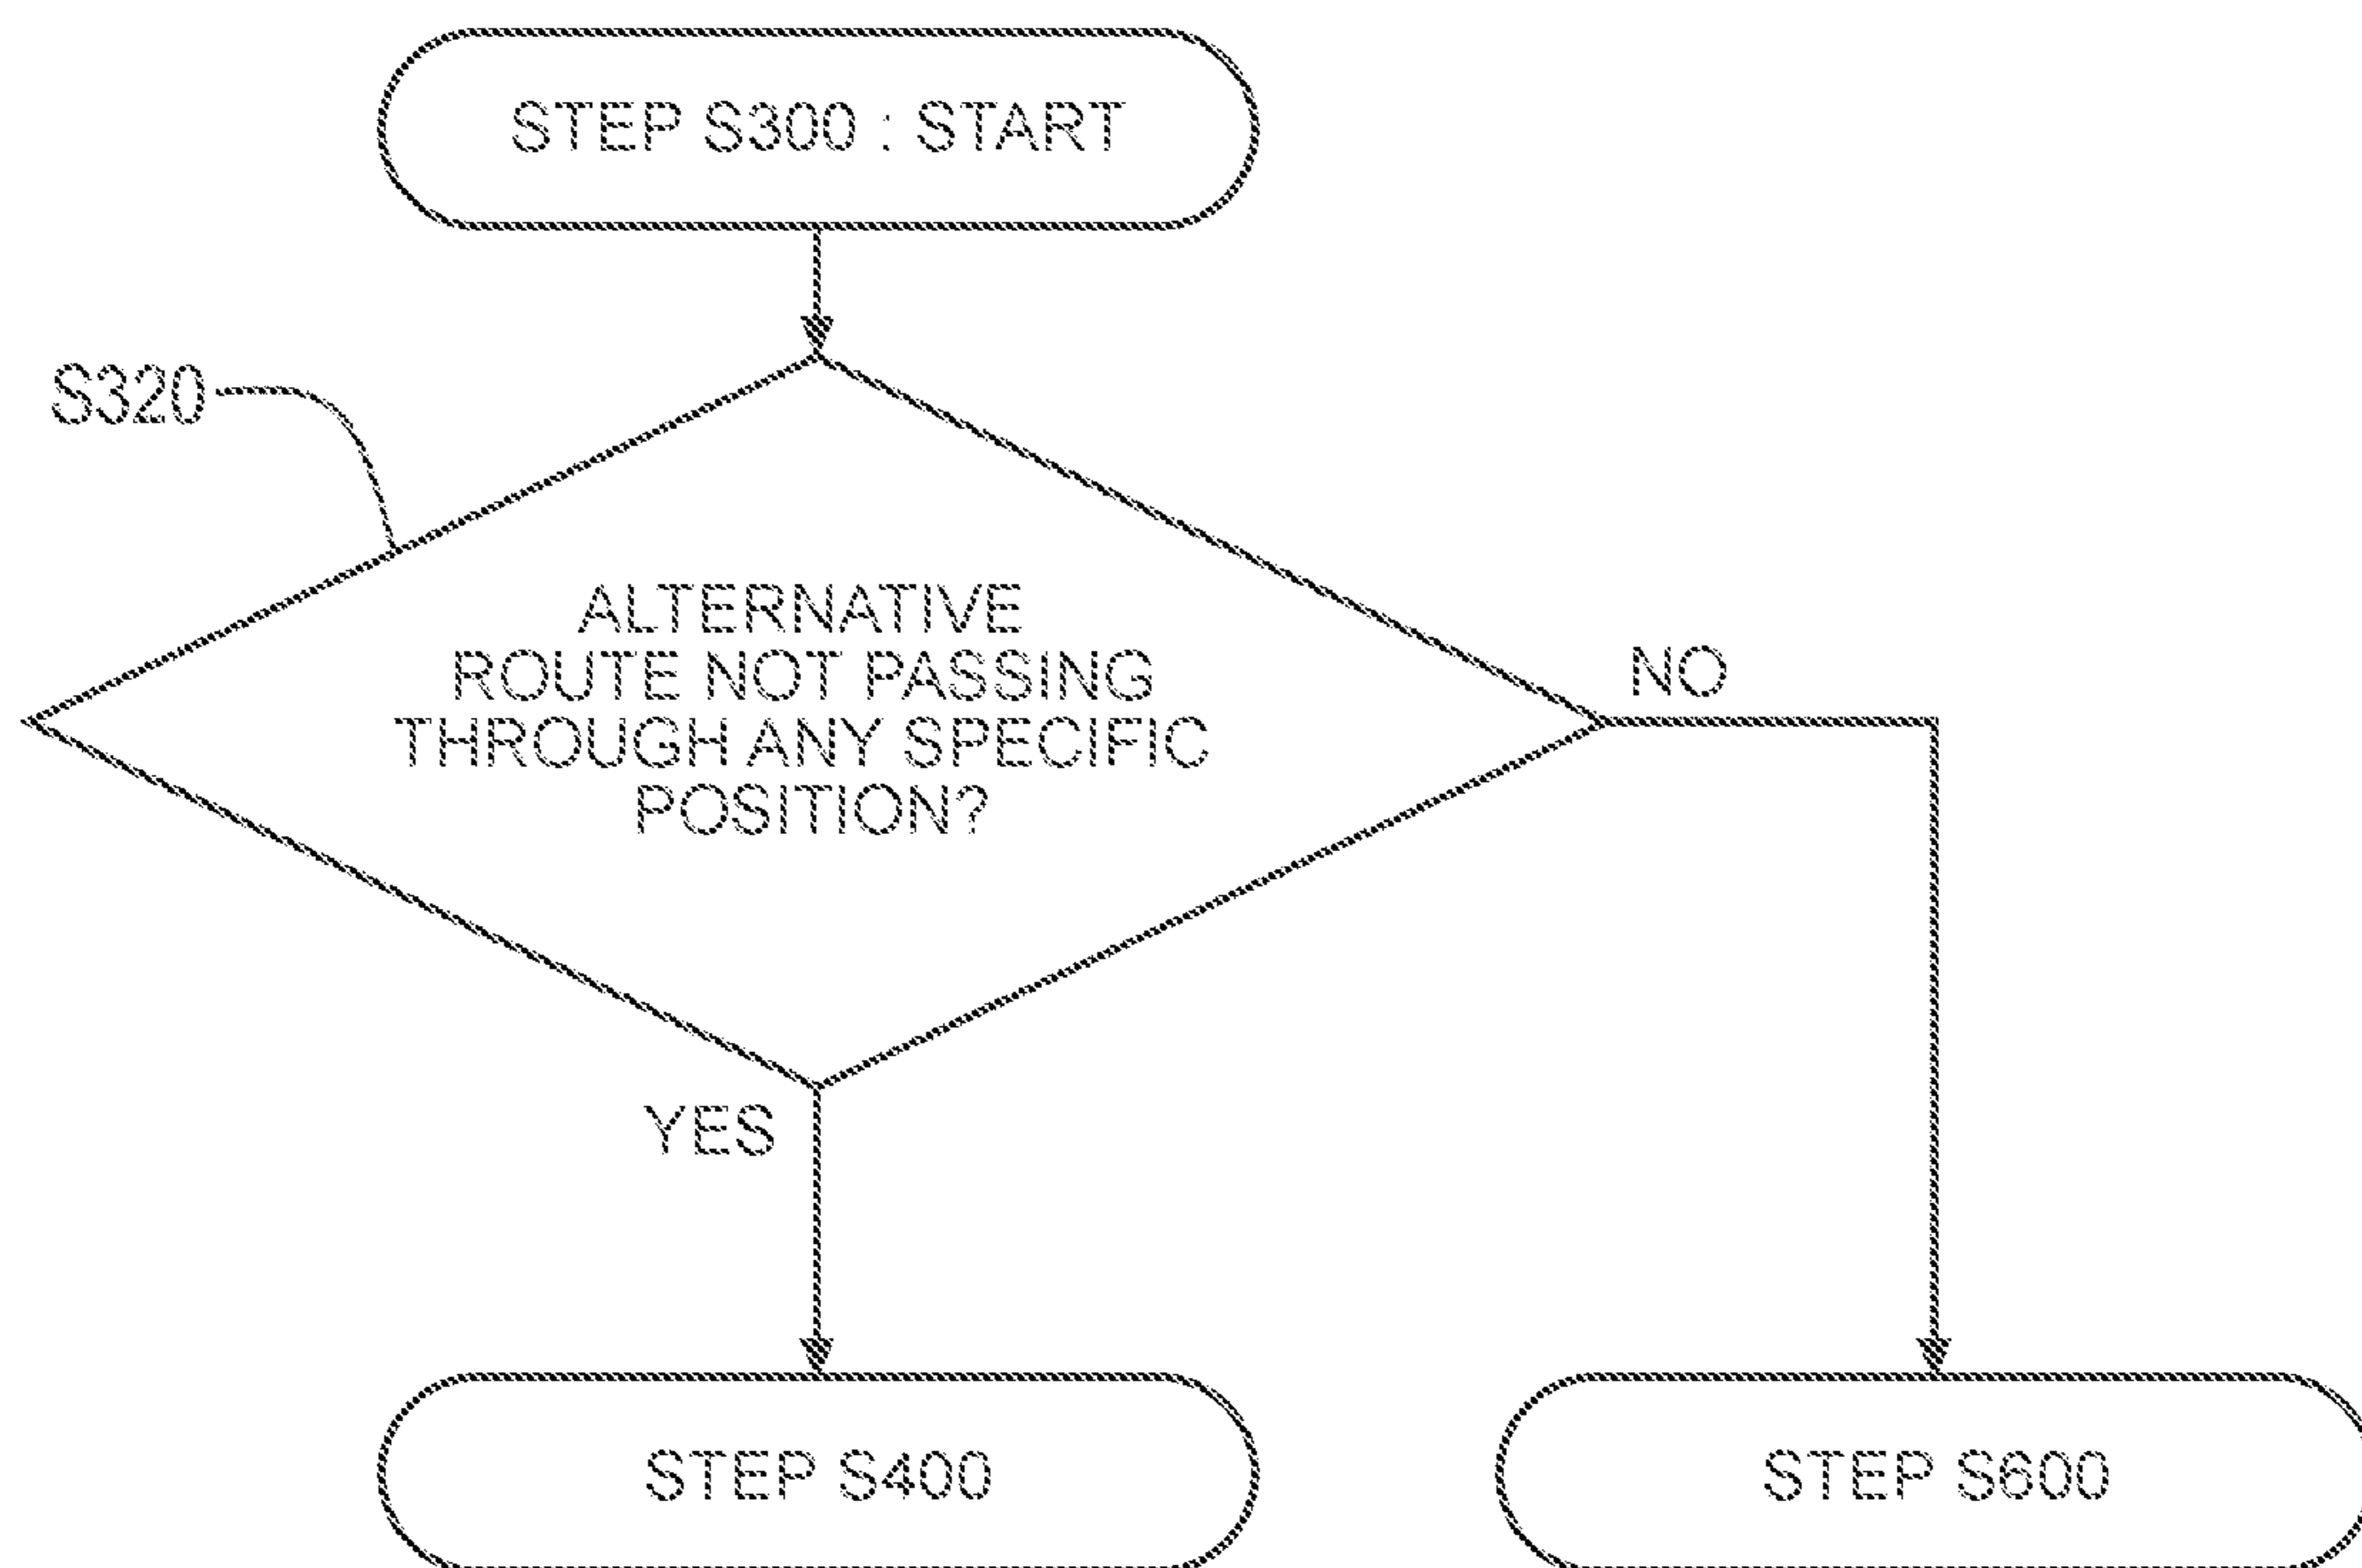 STEP S300 : START
S320
ALTERNATIVE
ROUTE NOT PASSING
THROUGH ANY SPECIFIC
POSITION?
NO
YES
STEP S400
STEP S600